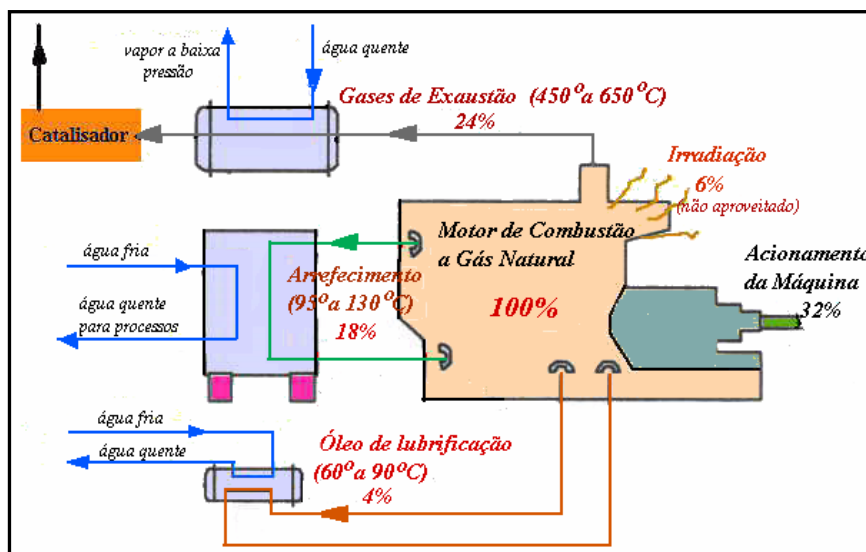 vapor a baixa
pressão
água quente
Gases de Exaustão (450ºa 650ºC)
24%
Catalisador
Irradiação
6%
(não aproveitado)
Motor de Combustão
a Gás Natural
100%
água fria
Arrefecimento
(95ºa 130ºC)
18%
água quente
para processos
Acionamento
da Máquina
32%
água fria
água quente
Óleo de lubrificação
(60ºa 90ºC)
4%